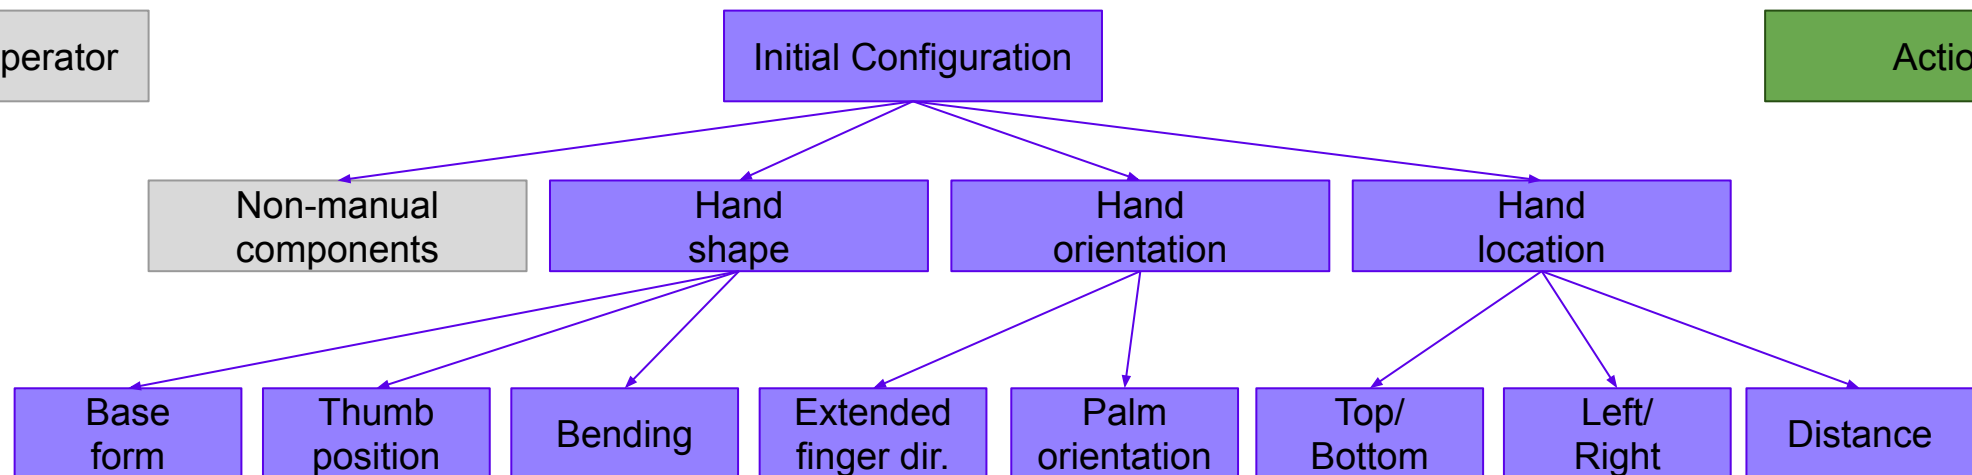 perator
Initial Configuration
Actio
Non-manual
components
Hand
shape
Hand
orientation
Hand
location
Base
form
Thumb
position
Bending
Extended
finger dir.
Palm
orientation
Top/
Bottom
Left/
Right
Distance